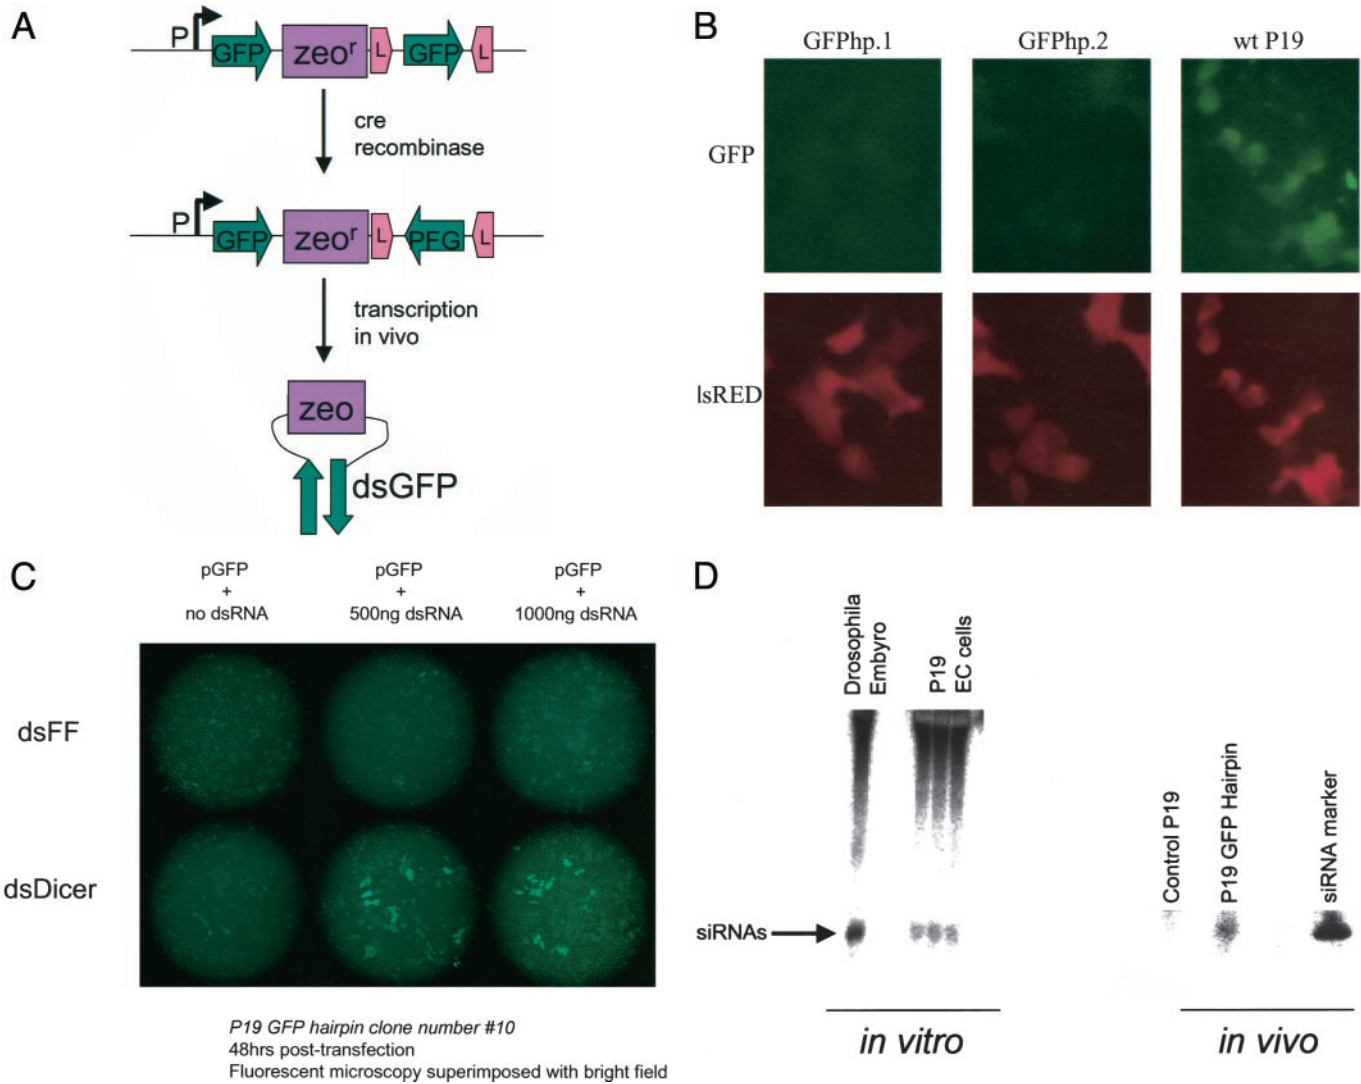 A
P
GFP
zeoʳ
L
GFP
L
cre
recombinase
P
GFP
zeoʳ
L
PFG
L
transcription
in vivo
zeo
dsGFP
B
GFPhp.1
GFPhp.2
wt P19
GFP
lsRED
C
pGFP
+
no dsRNA
pGFP
+
500ng dsRNA
pGFP
+
1000ng dsRNA
dsFF
dsDicer
P19 GFP hairpin clone number #10
48hrs post-transfection
Fluorescent microscopy superimposed with bright field
D
Drosophila
Embyro
P19
EC cells
Control P19
P19 GFP Hairpin
siRNA marker
siRNAs
in vitro
in vivo